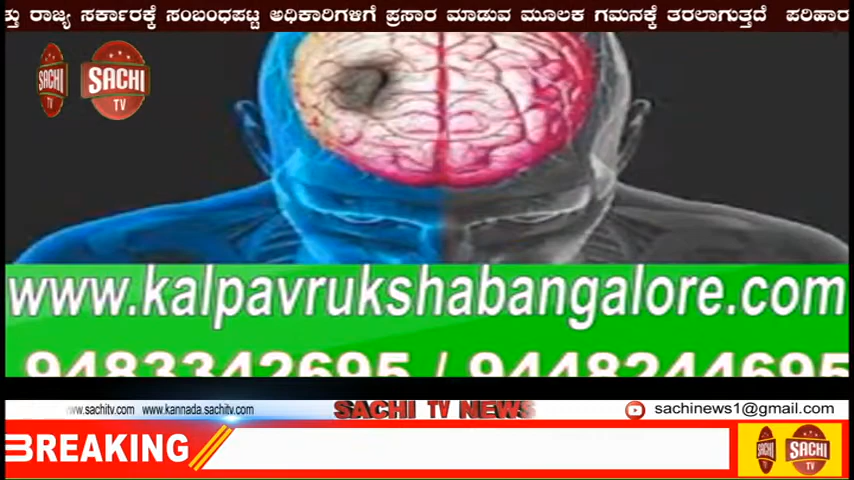 ತ್ತು ರಾಜ್ಯ ಸರ್ಕಾರಕ್ಕೆ ಸಂಬಂಧಪಟ್ಟ ಅಧಿಕಾರಿಗಳಿಗೆ ಪ್ರಸಾರ ಮಾಡುವ ಮೂಲಕ ಗಮನಕ್ಕೆ ತರಲಾಗುತ್ತದೆ ಪರಿಹಾರ
SACHI TV SACHI TV
www.kalpavrukshabangalore.com
9483342695 / 9448244695
www.sachitv.com www.kannada.sachitv.com SACHI TV NEWS sachinews1@gmail.com
BREAKING SACHI TV SACHI TV